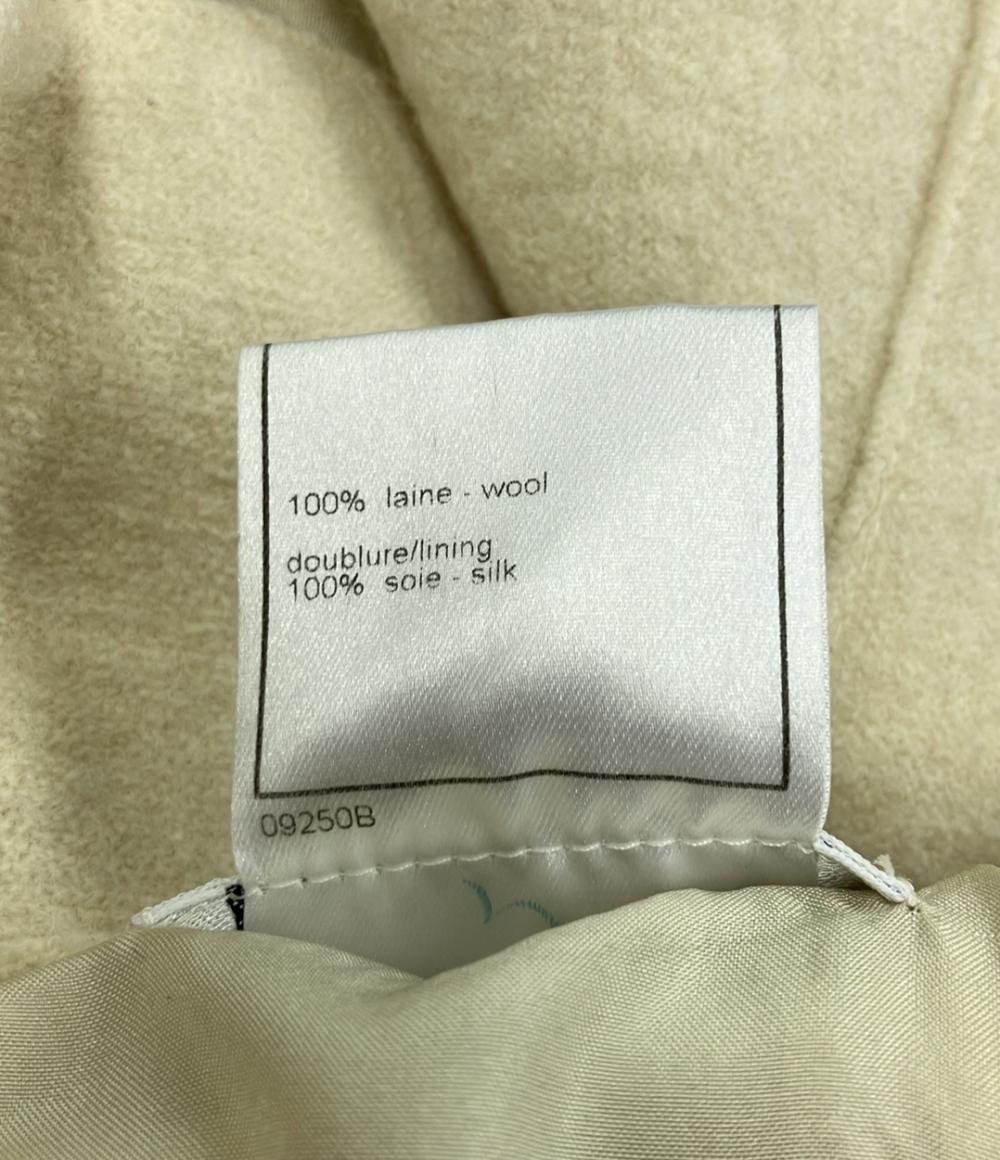 100% laine - wool
doublure/lining
100% soie - silk
09250B